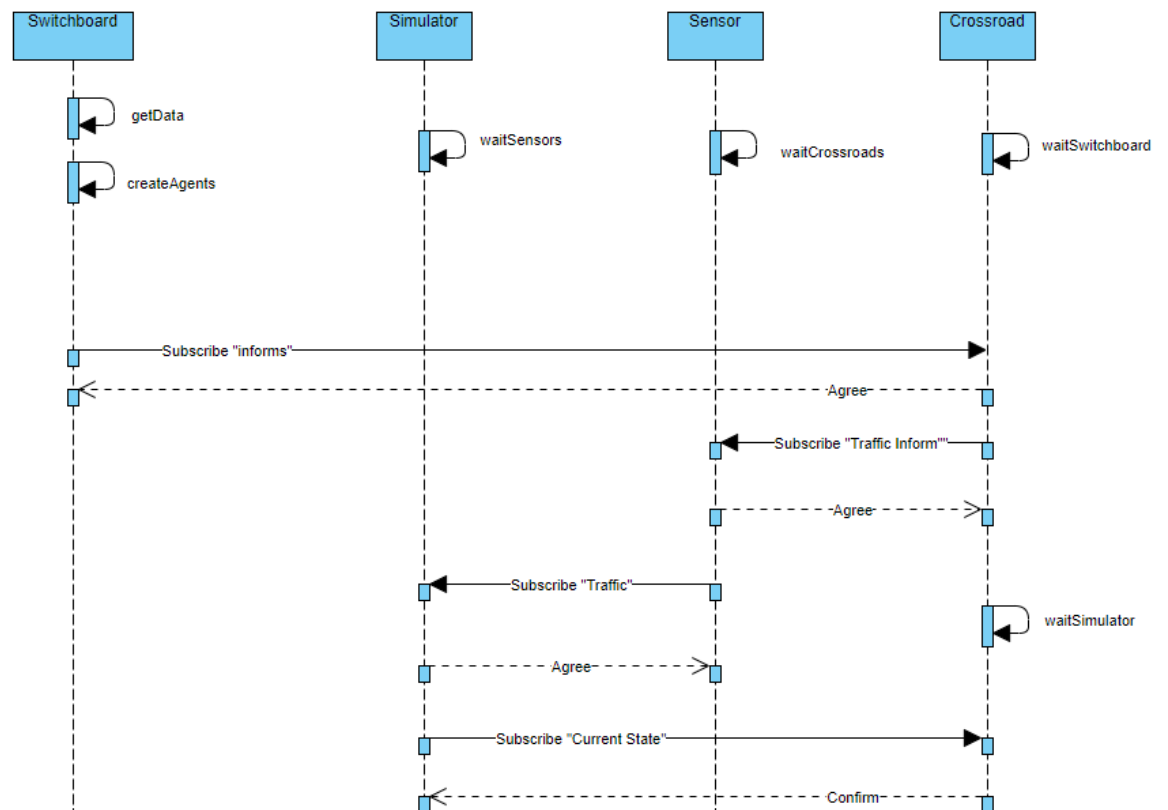 Switchboard
Simulator
Sensor
Crossroad
getData
waitSensors
waitCrossroads
waitSwitchboard
createAgents
Subscribe "informs"
Agree
Subscribe "Traffic Inform""
Agree
Subscribe "Traffic"
waitSimulator
Agree
Subscribe "Current State"
Confirm